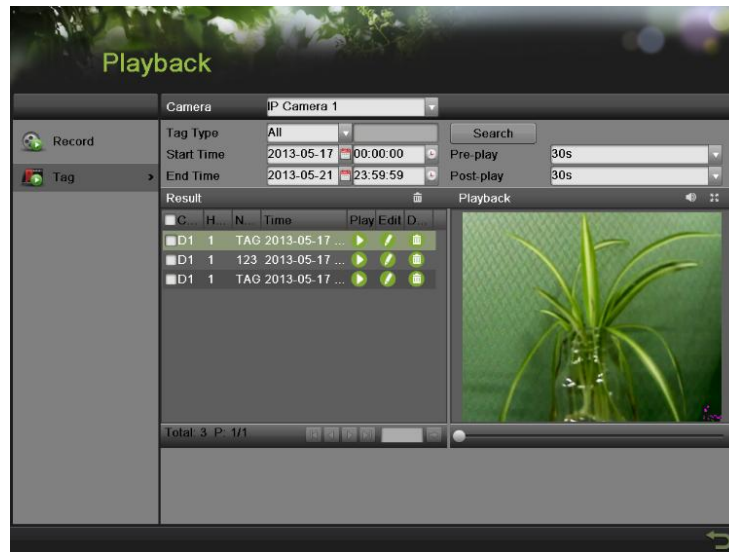 Playback
Camera IP Camera 1
Record
Tag
Tag Type All Search
Start Time 2013-05-17 00:00:00 Pre-play 30s
End Time 2013-05-21 23:59:59 Post-play 30s
Result Playback
C... H... N... Time Play Edit D...
D1 1 TAG 2013-05-17 ...
D1 1 123 2013-05-17 ...
D1 1 TAG 2013-05-17 ...
Total: 3 P: 1/1